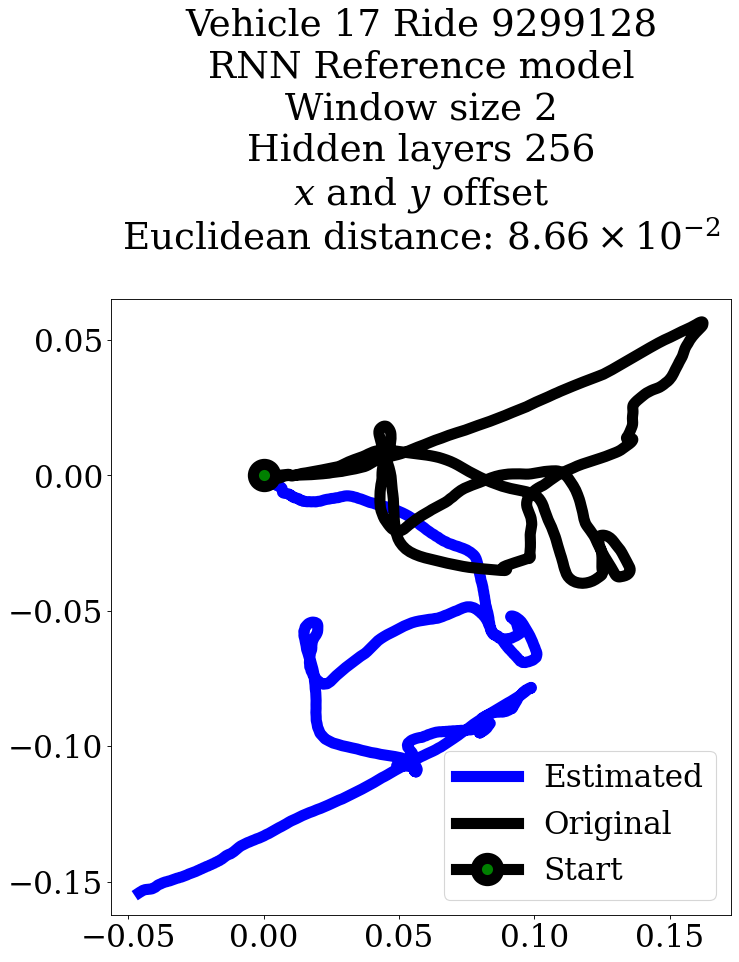 Vehicle 17 Ride 9299128
RNN Reference model
Window size 2
Hidden layers 256
x and y offset
Euclidean distance: 8.66 × 10⁻²
0.05
0.00
−0.05
−0.10
−0.15
−0.05 0.00 0.05 0.10 0.15
Estimated
Original
Start